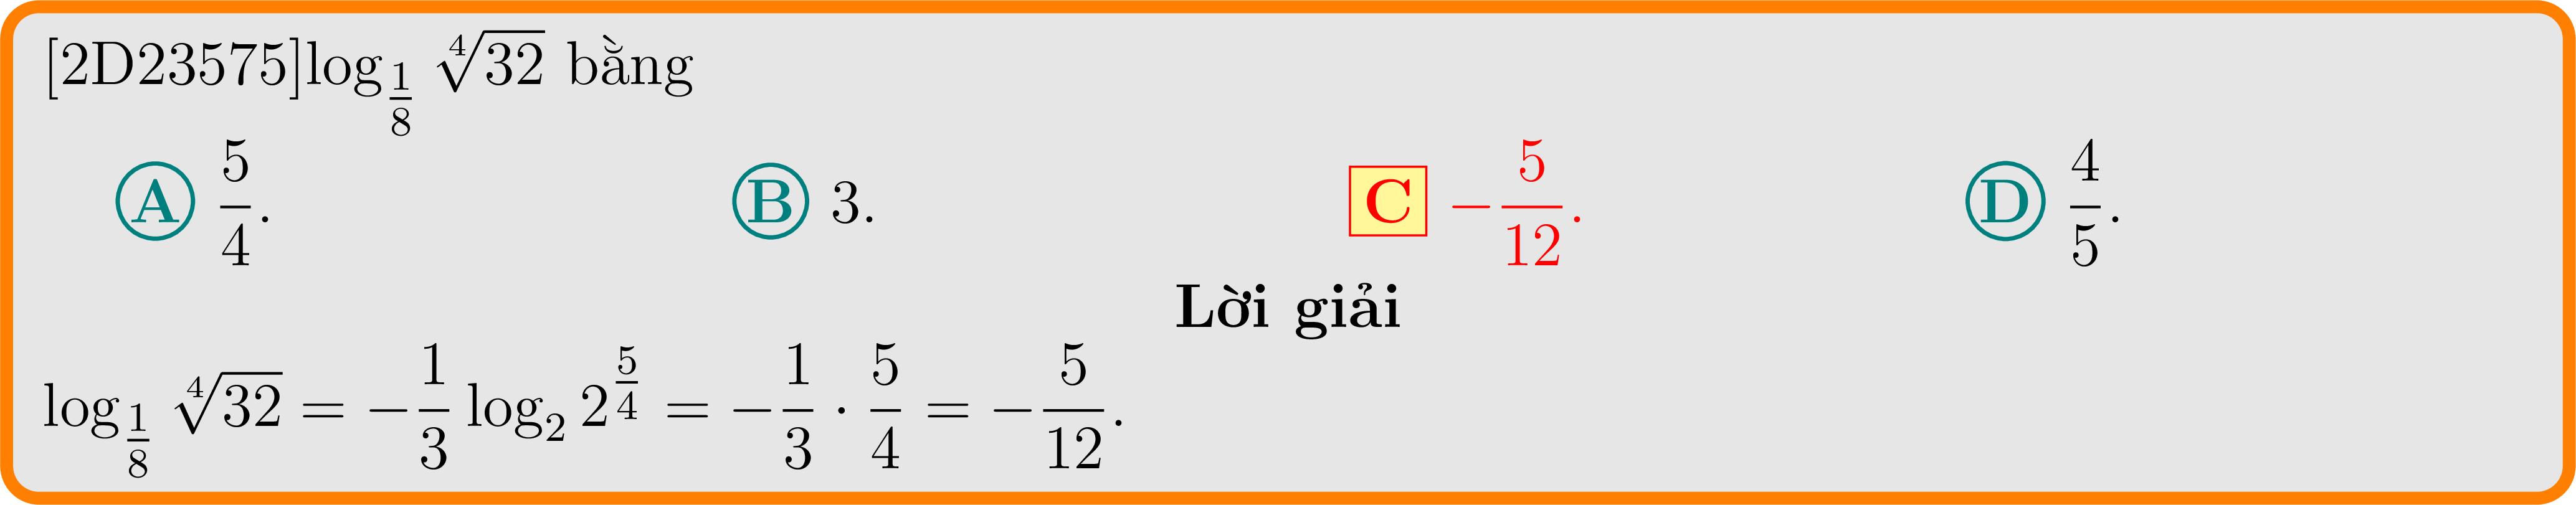 [2D23575]$\log_{\frac{1}{8}} \sqrt[4]{32}$ bằng
A $\frac{5}{4}$. B 3. C $-\frac{5}{12}$. D $\frac{4}{5}$.
Lời giải
$\log_{\frac{1}{8}} \sqrt[4]{32} = -\frac{1}{3} \log_2 2^{\frac{5}{4}} = -\frac{1}{3} \cdot \frac{5}{4} = -\frac{5}{12}$.